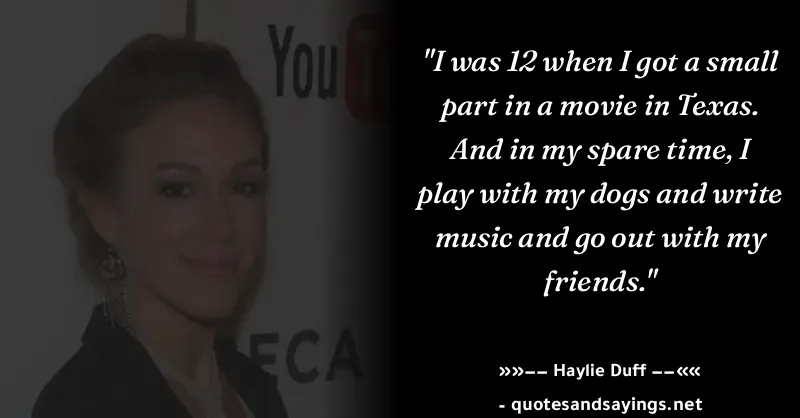 You
ECA
"I was 12 when I got a small
part in a movie in Texas.
And in my spare time, I
play with my dogs and write
music and go out with my
friends."
»»−− Haylie Duff −−««
- quotesandsayings.net